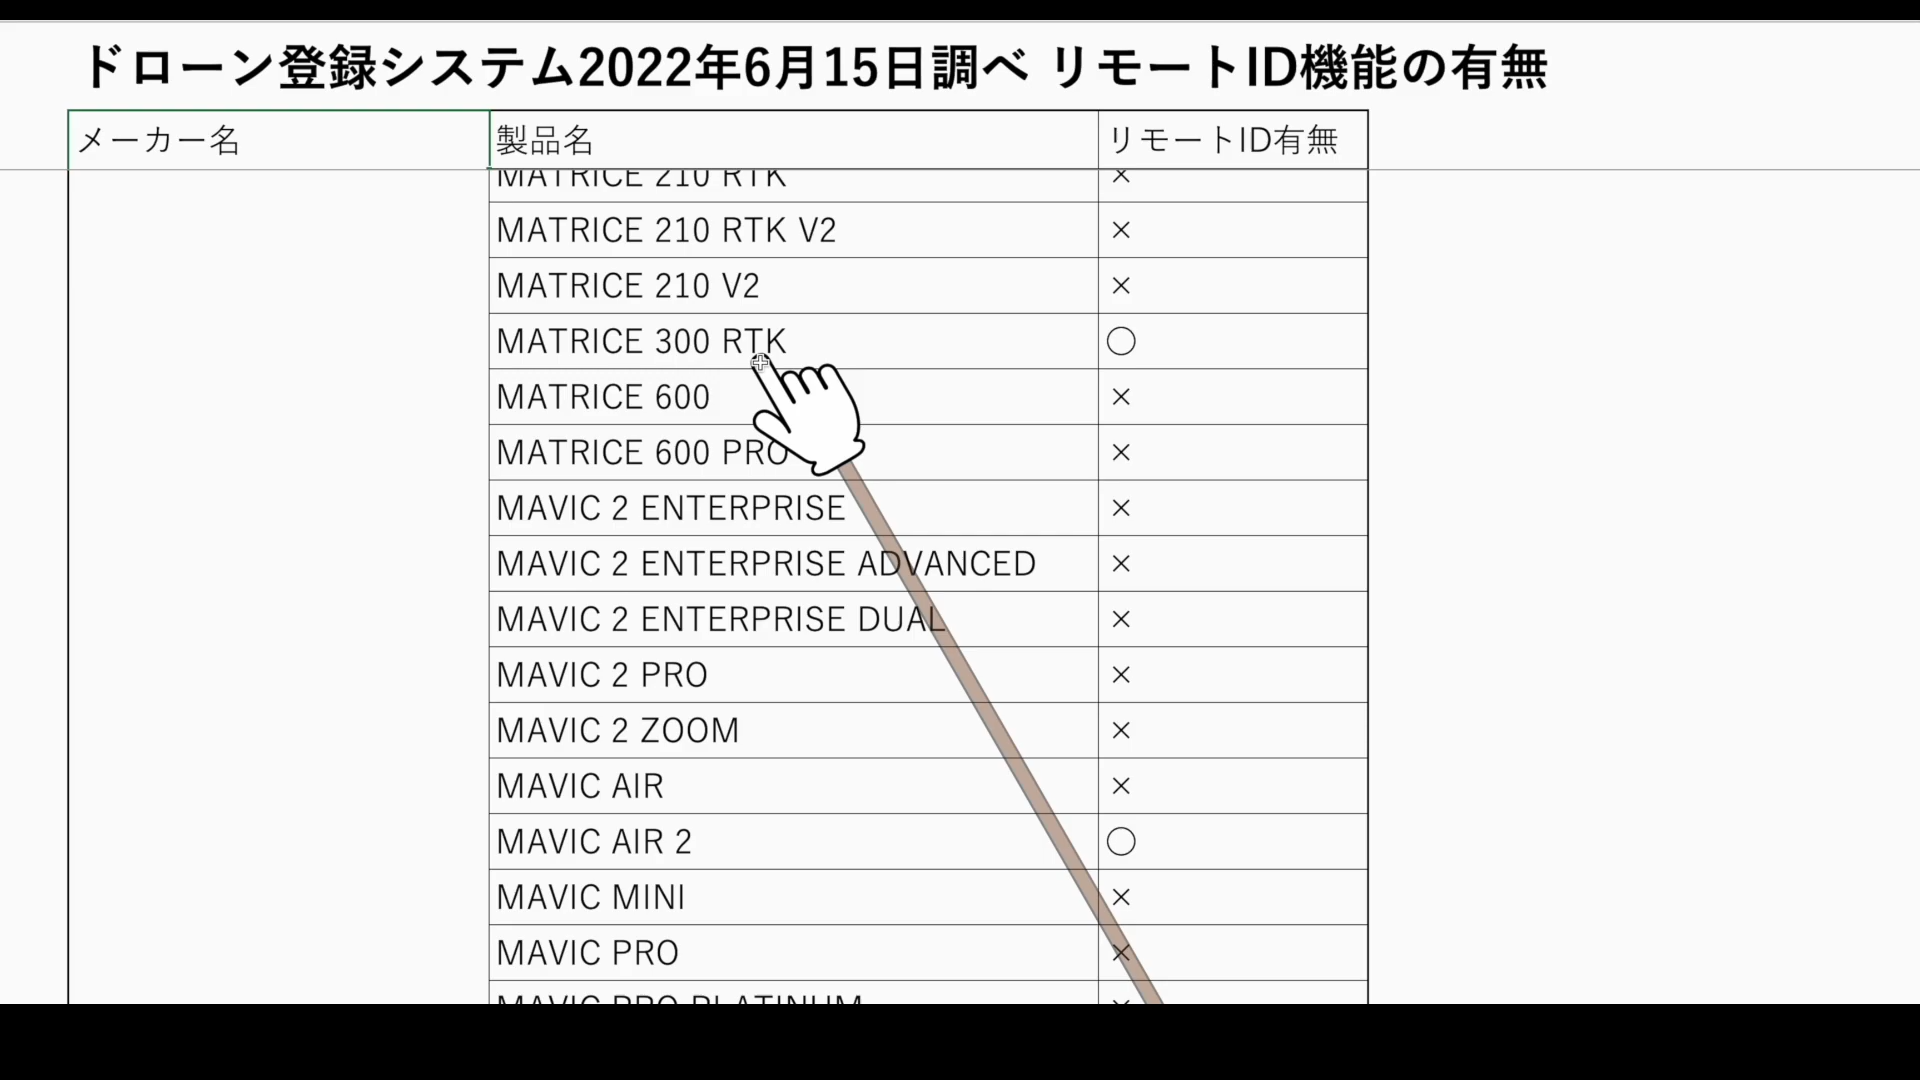 ドローン登録システム2022年6月15日調べ リモートID機能の有無
メーカー名 製品名 リモートID有無
MATRICE 210 RTK ×
MATRICE 210 RTK V2 ×
MATRICE 210 V2 ×
MATRICE 300 RTK ○
MATRICE 600 ×
MATRICE 600 PRO ×
MAVIC 2 ENTERPRISE ×
MAVIC 2 ENTERPRISE ADVANCED ×
MAVIC 2 ENTERPRISE DUAL ×
MAVIC 2 PRO ×
MAVIC 2 ZOOM ×
MAVIC AIR ×
MAVIC AIR 2 ○
MAVIC MINI ×
MAVIC PRO ×
MAVIC PRO PLATINUM ×